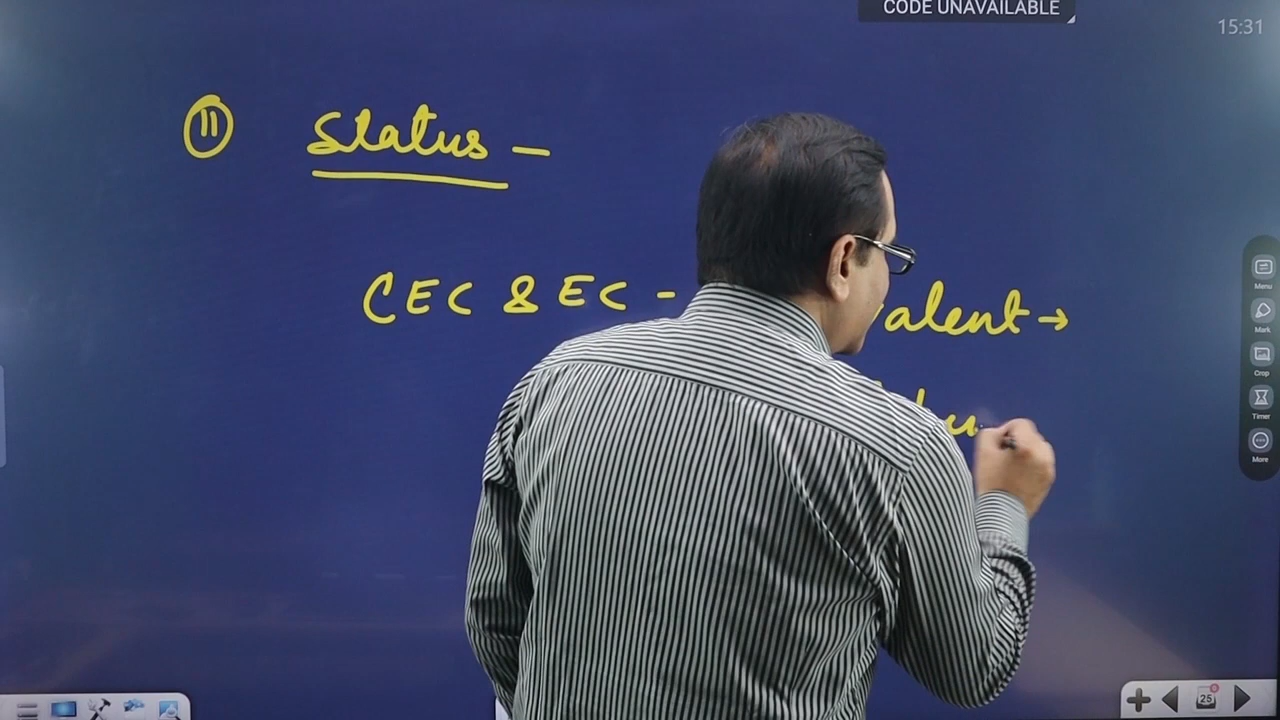 CODE UNAVAILABLE
15:31
11 Status -
CEC & EC - valent →
Menu
Mark
Crop
Timer
More
25